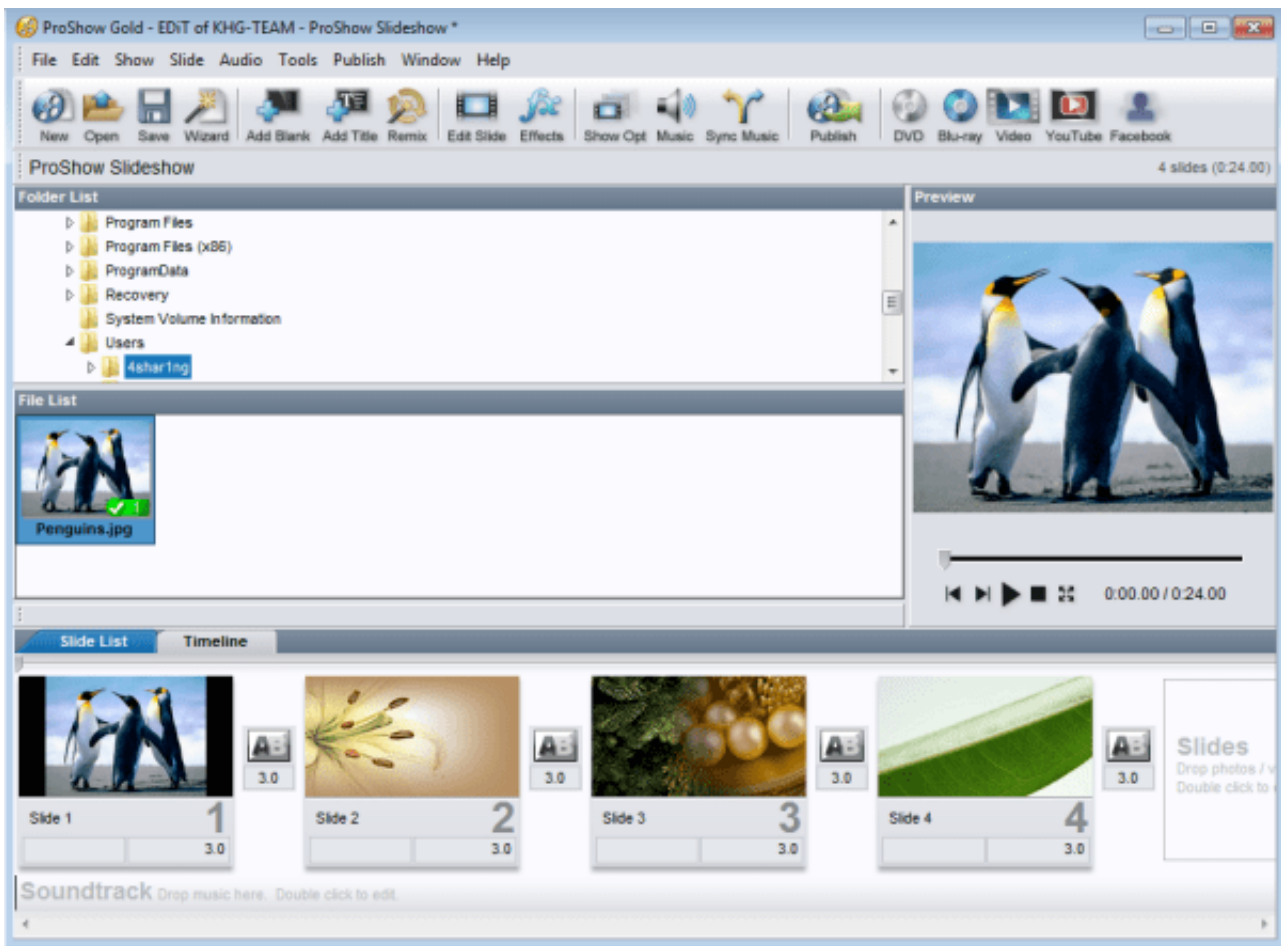 ProShow Gold - EDiT of KHG-TEAM - ProShow Slideshow *
File Edit Show Slide Audio Tools Publish Window Help
New Open Save Wizard Add Blank Add Title Remix Edit Slide Effects Show Opt Music Sync Music Publish DVD Blu-ray Video YouTube Facebook
ProShow Slideshow 4 slides (0:24.00)
Folder List
Program Files
Program Files (x86)
ProgramData
Recovery
System Volume Information
Users
4shar1ng
File List
1
Penguins.jpg
Preview
0:00.00 / 0:24.00
Slide List Timeline
AB AB AB AB
3.0 3.0 3.0 3.0
Slide 1 1 Slide 2 2 Slide 3 3 Slide 4 4
3.0 3.0 3.0 3.0
Slides
Drop photos / v
Double click to
Soundtrack Drop music here. Double click to edit.